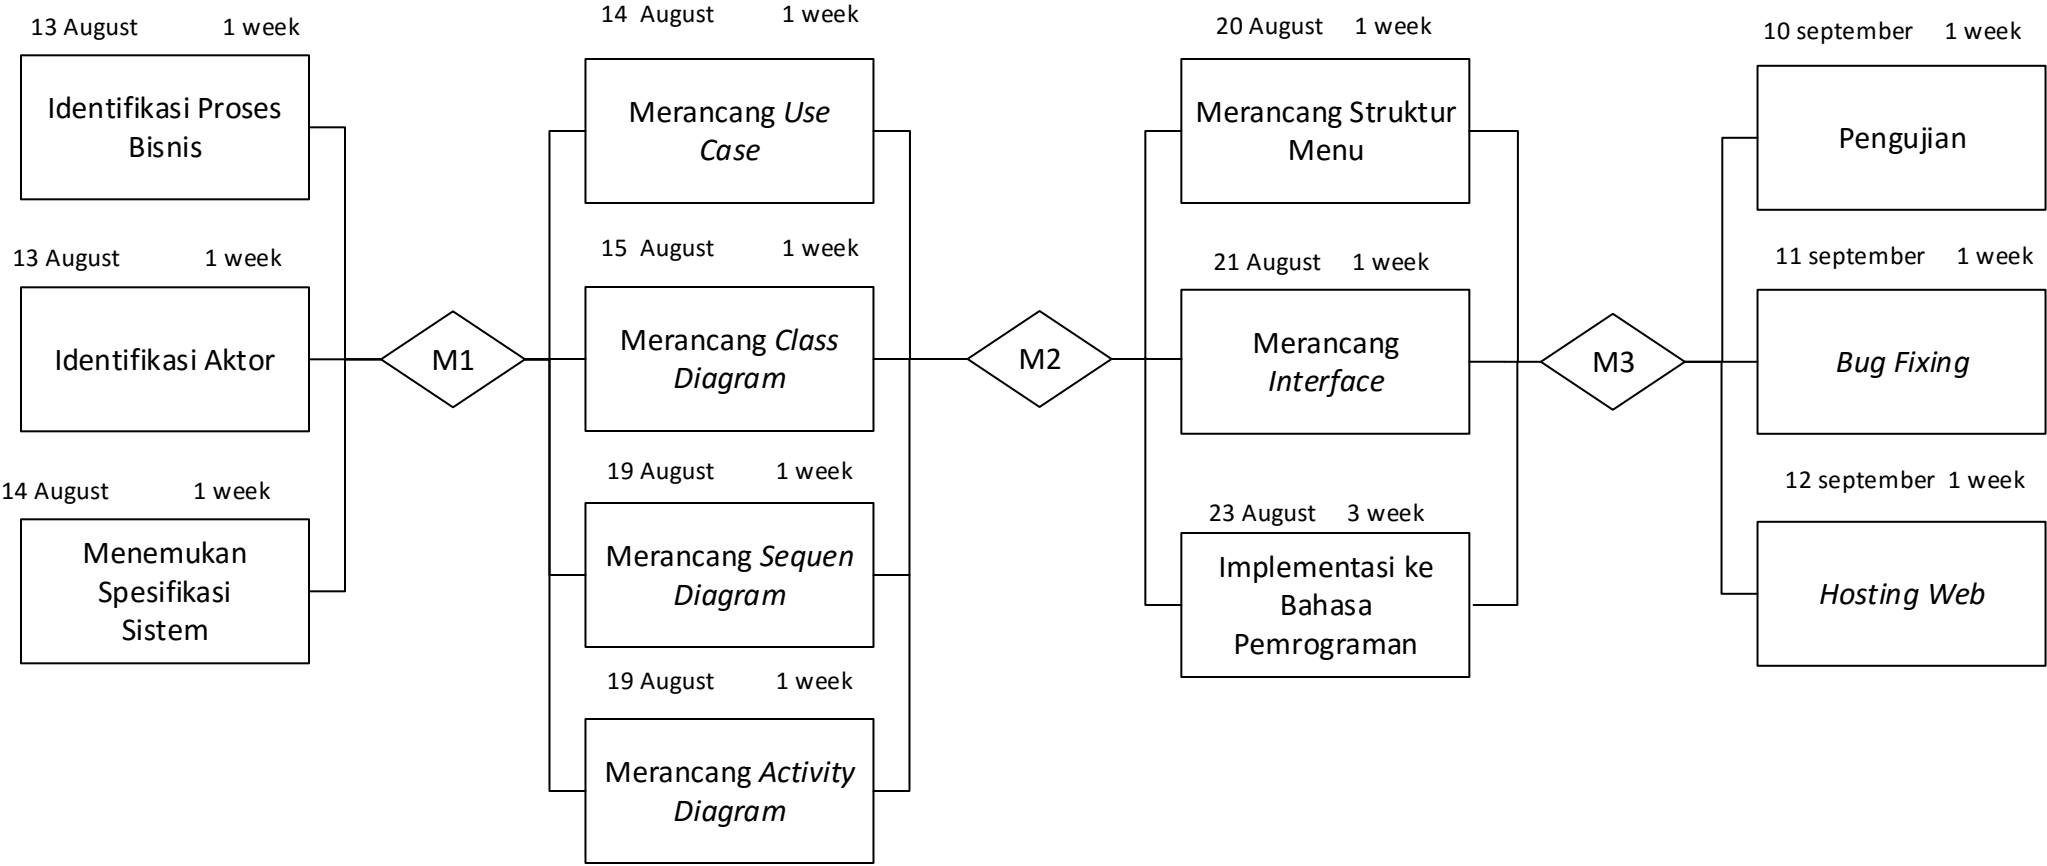 13 August 1 week
Identifikasi Proses
Bisnis
13 August 1 week
Identifikasi Aktor
14 August 1 week
Menemukan
Spesifikasi
Sistem
M1
14 August 1 week
Merancang Use
Case
15 August 1 week
Merancang Class
Diagram
19 August 1 week
Merancang Sequen
Diagram
19 August 1 week
Merancang Activity
Diagram
M2
20 August 1 week
Merancang Struktur
Menu
21 August 1 week
Merancang
Interface
23 August 3 week
Implementasi ke
Bahasa
Pemrograman
M3
10 september 1 week
Pengujian
11 september 1 week
Bug Fixing
12 september 1 week
Hosting Web